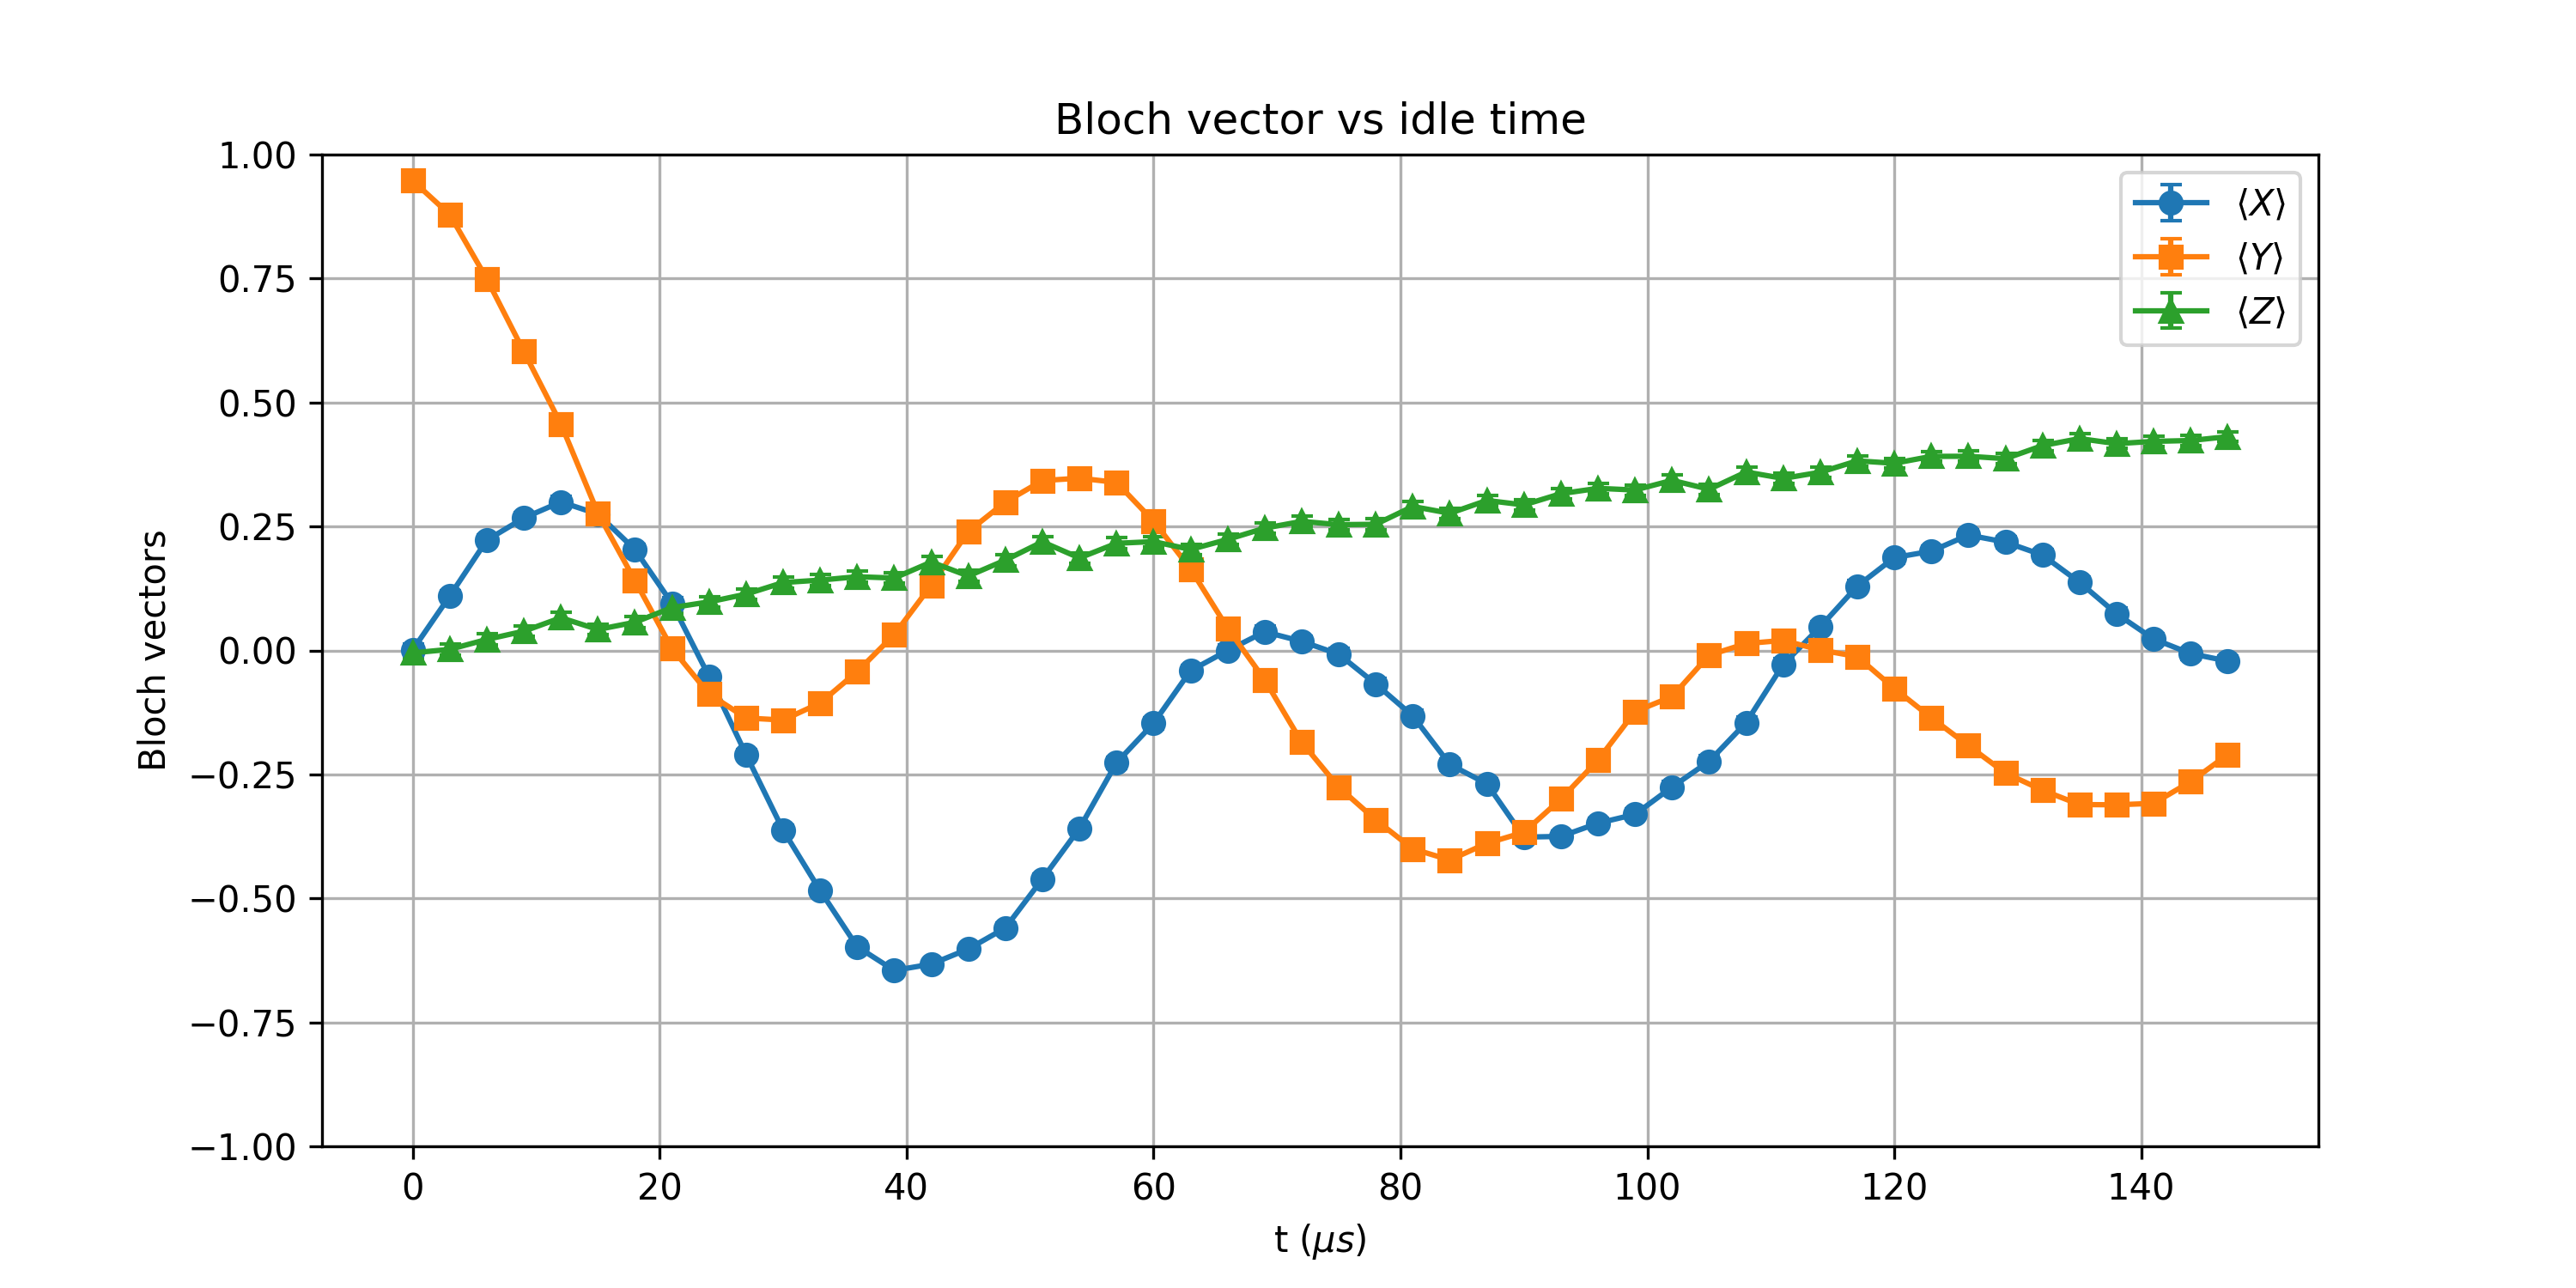 Bloch vector vs idle time
1.00
0.75
0.50
0.25
0.00
−0.25
−0.50
−0.75
−1.00
Bloch vectors
⟨X⟩
⟨Y⟩
⟨Z⟩
0 20 40 60 80 100 120 140
t (μs)